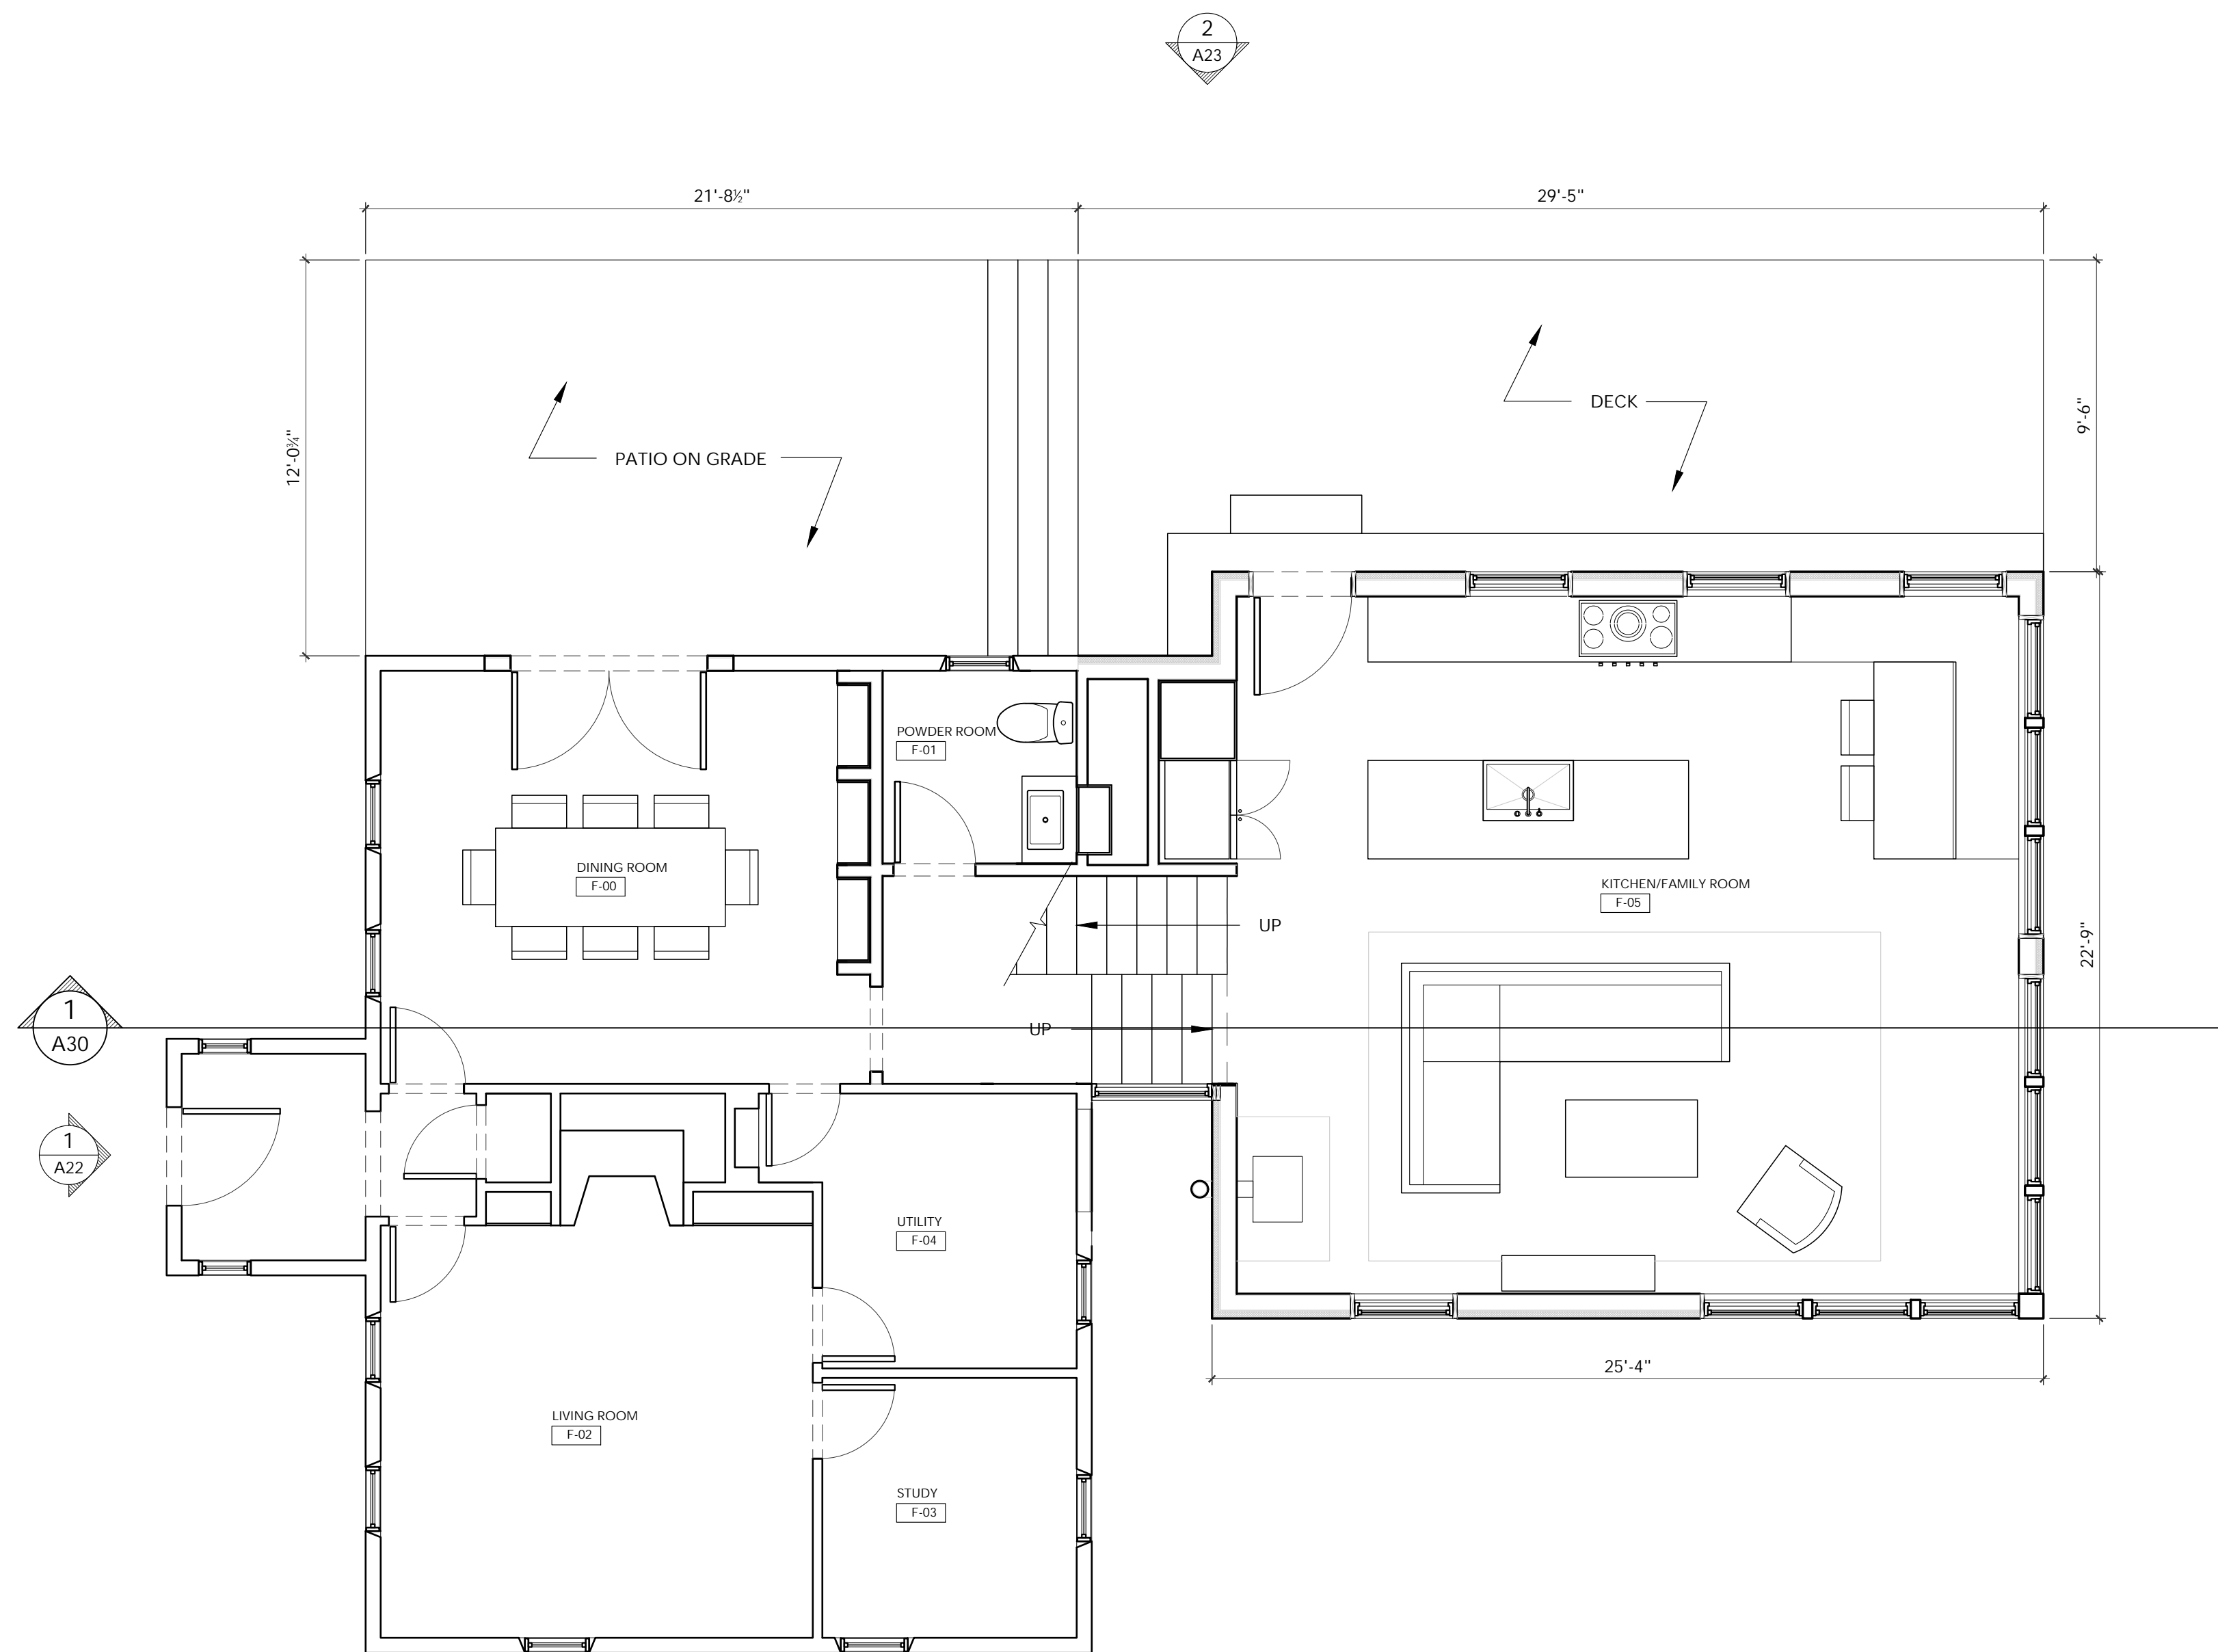 2
A23
21'-8½"
29'-5"
12'-0¾"
9'-6"
DECK
PATIO ON GRADE
POWDER ROOM
F-01
DINING ROOM
F-00
KITCHEN/FAMILY ROOM
F-05
UP
22'-9"
1
A30
UP
1
A22
UTILITY
F-04
25'-4"
LIVING ROOM
F-02
STUDY
F-03